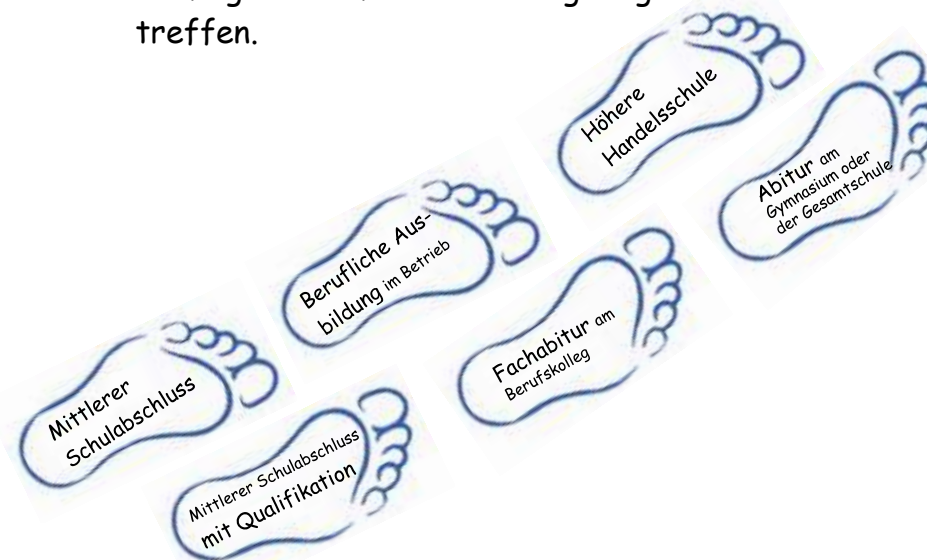 treffen.
Höhere
Handelsschule
Abitur am
Gymnasium oder
der Gesamtschule
Berufliche Aus-
bildung im Betrieb
Fachabitur am
Berufskolleg
Mittlerer
Schulabschluss
Mittlerer Schulabschluss
mit Qualifikation